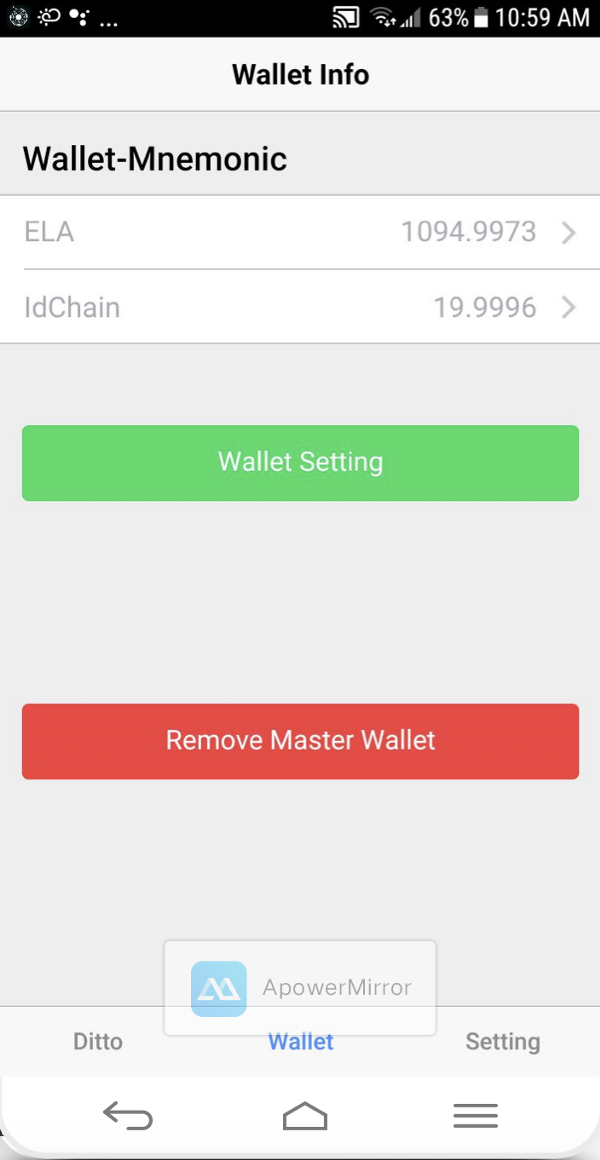 ... 63% 10:59 AM
Wallet Info
Wallet-Mnemonic
ELA 1094.9973
IdChain 19.9996
Wallet Setting
Remove Master Wallet
ApowerMirror
Ditto Wallet Setting